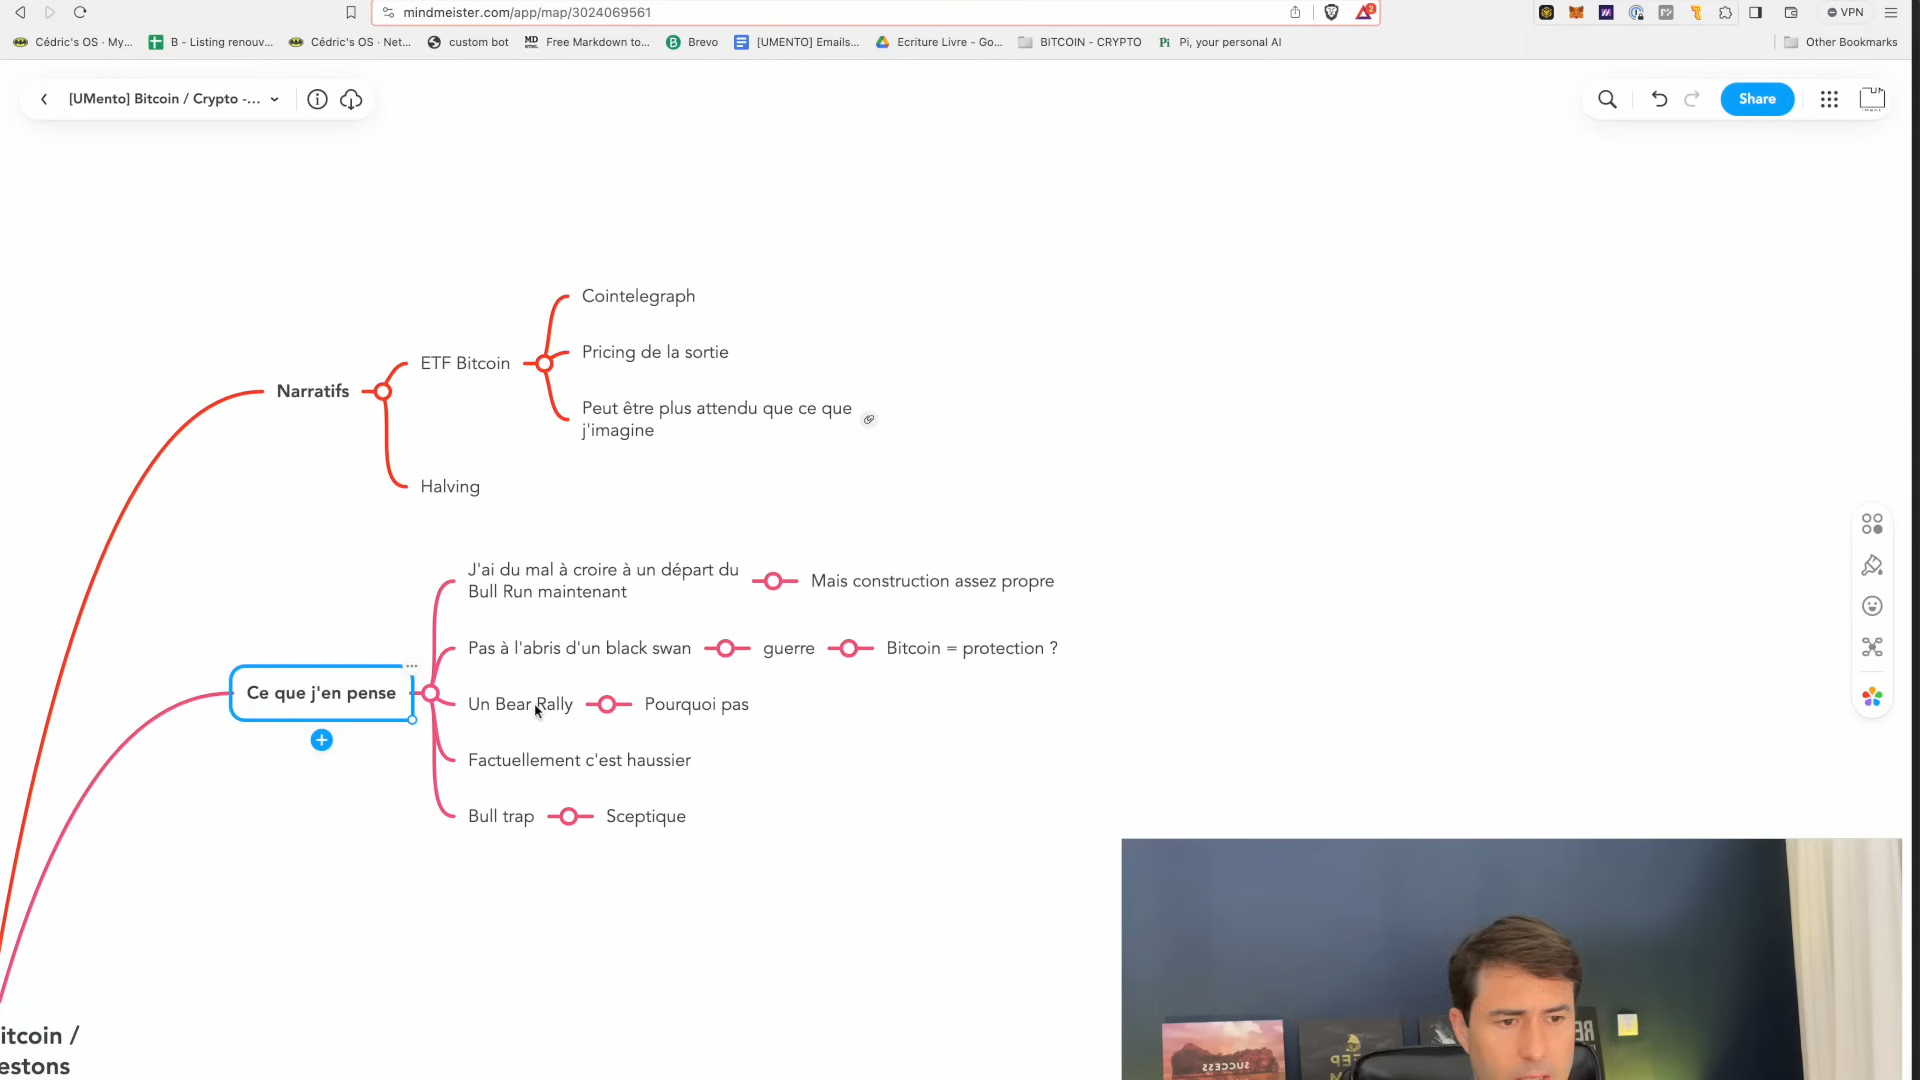 mindmeister.com/app/map/3024069561
2
VPN
Cédric's OS · My...
B - Listing renouv...
Cédric's OS · Net...
custom bot
Free Markdown to...
Brevo
[UMENTO] Emails...
Ecriture Livre - Go...
BITCOIN - CRYPTO
Pi, your personal AI
Other Bookmarks
[UMento] Bitcoin / Crypto -...
Share
Cointelegraph
Pricing de la sortie
ETF Bitcoin
Narratifs
Peut être plus attendu que ce que
j'imagine
Halving
J'ai du mal à croire à un départ du
Bull Run maintenant
Mais construction assez propre
Pas à l'abris d'un black swan
guerre
Bitcoin = protection ?
Ce que j'en pense
Un Bear Rally
Pourquoi pas
Factuellement c'est haussier
Bull trap
Sceptique
itcoin /
estons
SUCCESS